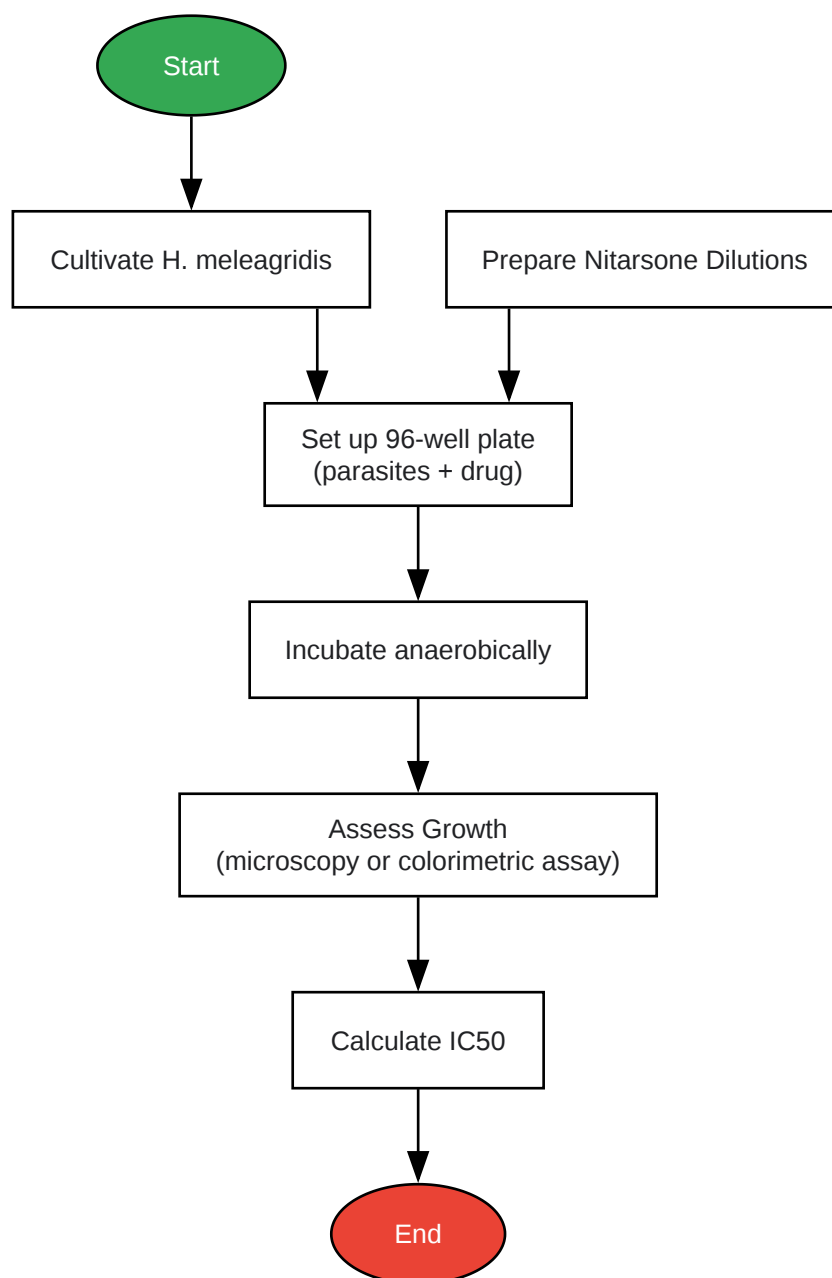 Start
Cultivate H. meleagridis
Prepare Nitarsone Dilutions
Set up 96-well plate
(parasites + drug)
Incubate anaerobically
Assess Growth
(microscopy or colorimetric assay)
Calculate IC50
End